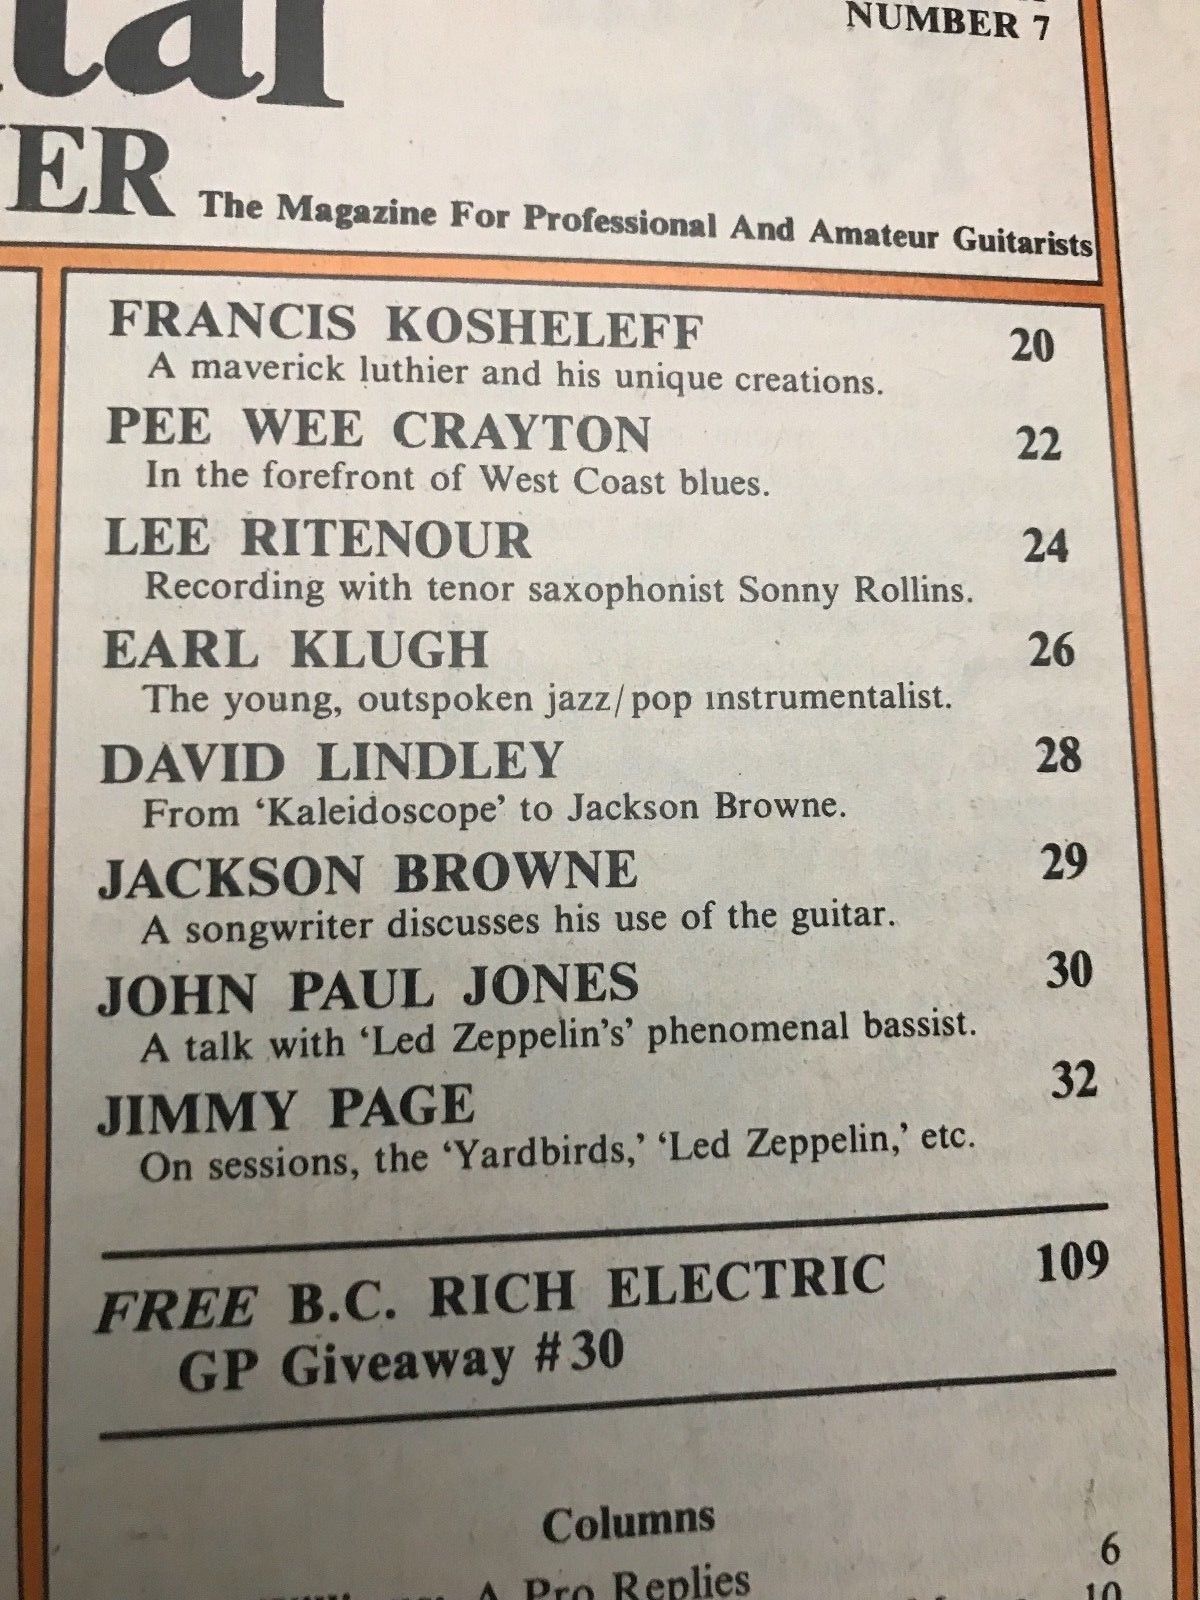 NUMBER 7
The Magazine For Professional And Amateur Guitarists
FRANCIS KOSHELEFF 20
A maverick luthier and his unique creations.
PEE WEE CRAYTON 22
In the forefront of West Coast blues.
LEE RITENOUR 24
Recording with tenor saxophonist Sonny Rollins.
EARL KLUGH 26
The young, outspoken jazz/pop instrumentalist.
DAVID LINDLEY 28
From ‘Kaleidoscope’ to Jackson Browne.
JACKSON BROWNE 29
A songwriter discusses his use of the guitar.
JOHN PAUL JONES 30
A talk with ‘Led Zeppelin’s’ phenomenal bassist.
JIMMY PAGE 32
On sessions, the ‘Yardbirds,’ ‘Led Zeppelin,’ etc.
FREE B.C. RICH ELECTRIC 109
GP Giveaway #30
Columns
A Pro Replies 6
10